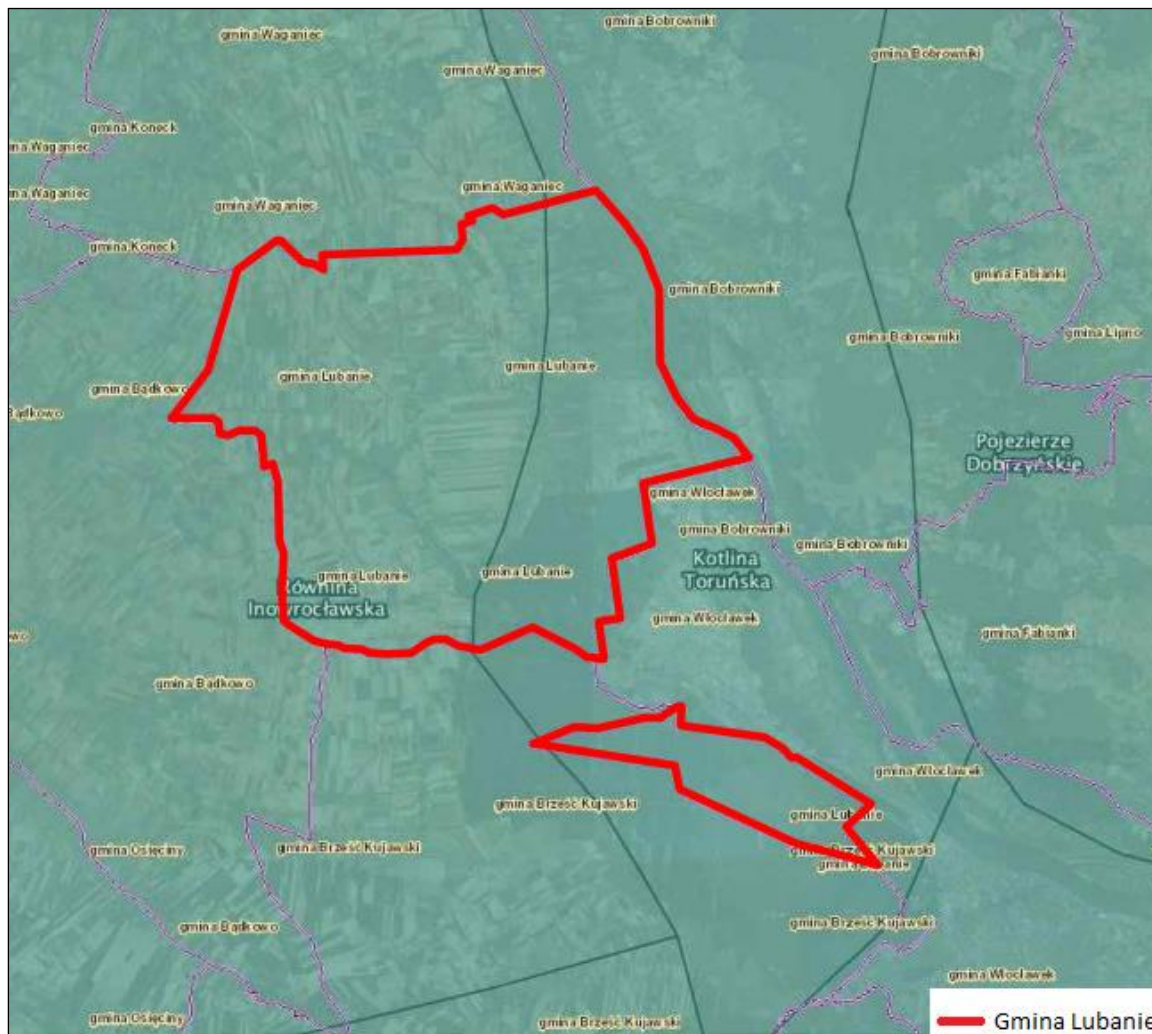 gmina Bobrowniki
gmina Waganiec
gmina Bobrowniki
gmina Waganiec
gmina Koneck
mina Waganiec
gmina Waganiec
gmina Waganiec
gmina Waganiec
gmina Koneck
gmina Fabianki
gmina Bobrowniki
gmina Lipno
gmina Bobrowniki
gmina Lubanie
gmina Lubanie
gmina Bądkowo
Bądkowo
Pojezierze
Dobrzyńskie
gmina Włocławek
gmina Bobrowniki
gmina Bobrowniki
Kotlina
Toruńska
gmina Lubanie
gmina Lubanie
Równina
Inowrocławska
gmina Włocławek
gmina Fabianki
owo
gmina Bądkowo
gmina Włocławek
gmina Brześć Kujawski
gmina Lubanie
gmina Brześć Kujawski
gmina Osięciny
gmina Brześć Kujawski
gmina Lubanie
gmina Bądkowo
gmina Brześć Kujawski
gmina Włocławek
gmina Osięciny
gmina Brześć Kujawski
Gmina Lubanie